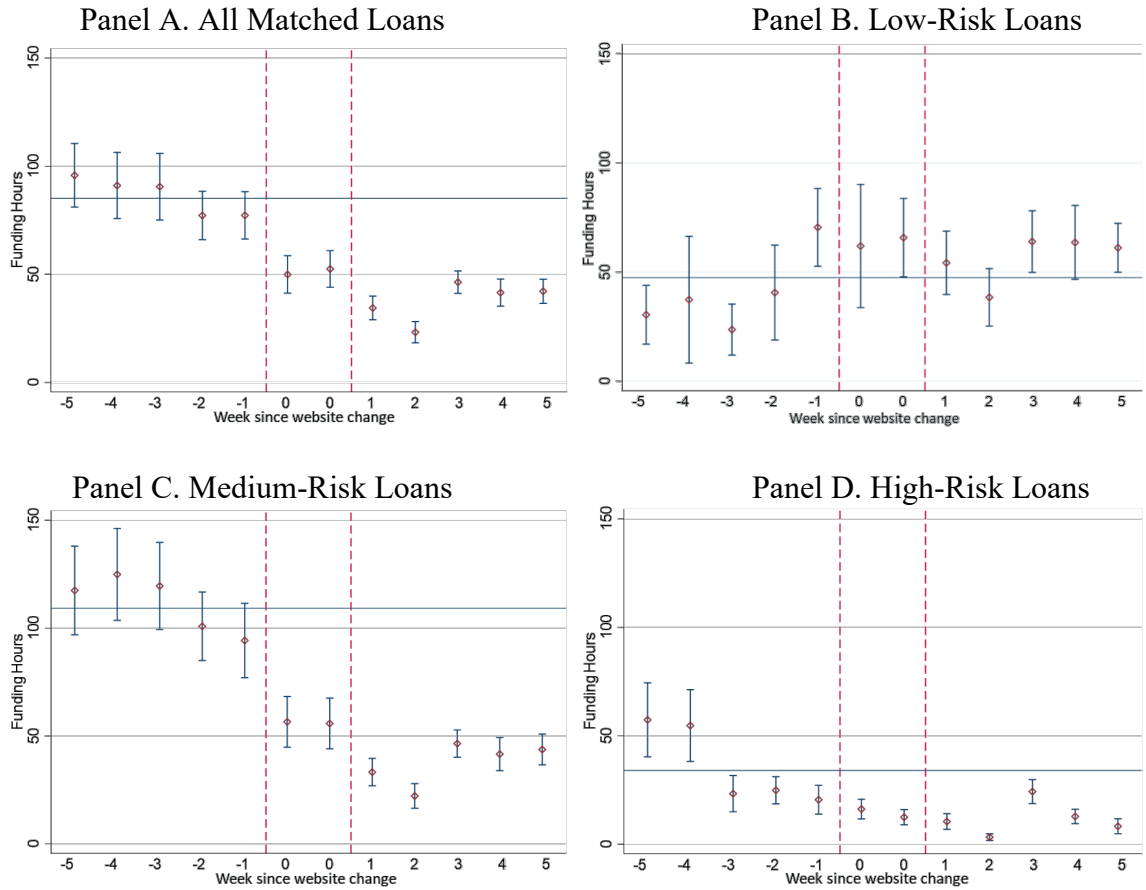 Panel A. All Matched Loans
150
100
50
0
Funding Hours
-5 -4 -3 -2 -1 0 0 1 2 3 4 5
Week since website change
Panel B. Low-Risk Loans
150
100
50
0
Funding Hours
-5 -4 -3 -2 -1 0 0 1 2 3 4 5
Week since website change
Panel C. Medium-Risk Loans
150
100
50
0
Funding Hours
-5 -4 -3 -2 -1 0 0 1 2 3 4 5
Week since website change
Panel D. High-Risk Loans
150
100
50
0
Funding Hours
-5 -4 -3 -2 -1 0 0 1 2 3 4 5
Week since website change